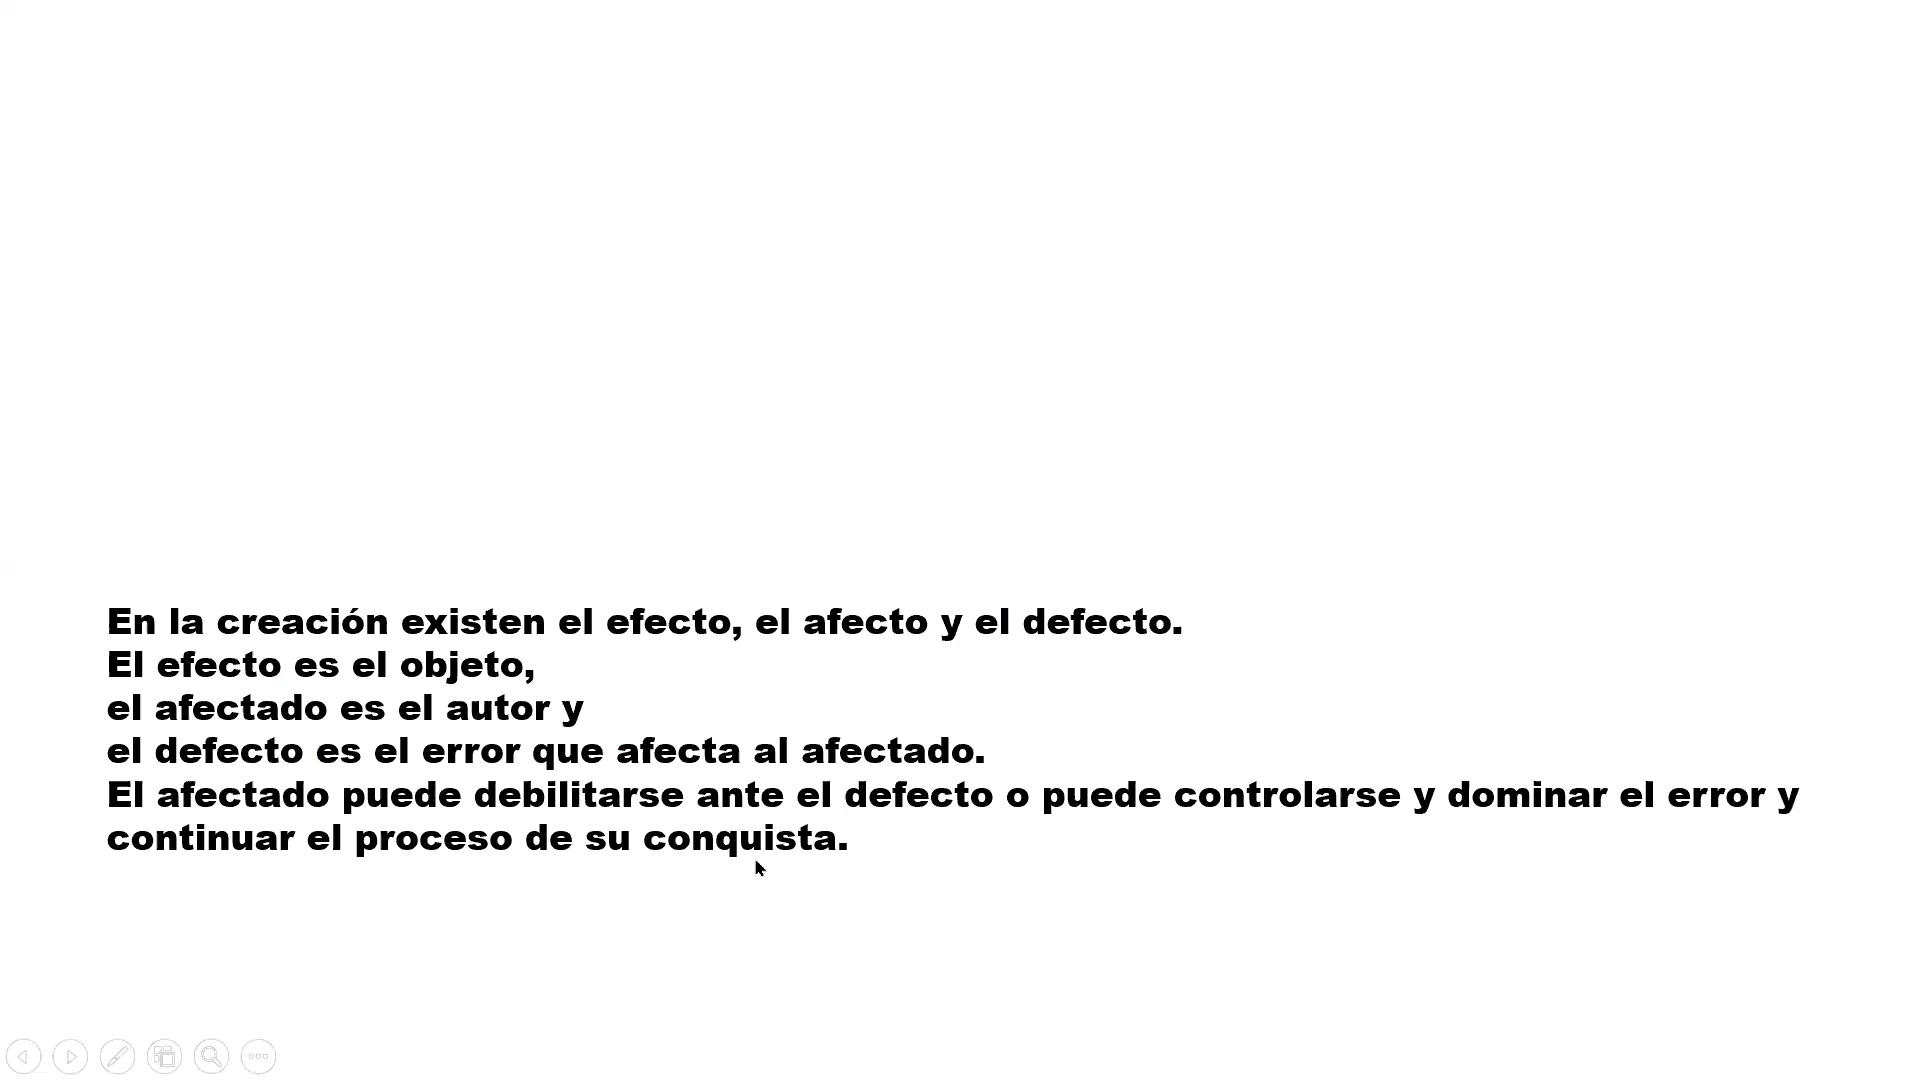 En la creación existen el efecto, el afecto y el defecto.
El efecto es el objeto,
el afectado es el autor y
el defecto es el error que afecta al afectado.
El afectado puede debilitarse ante el defecto o puede controlarse y dominar el error y
continuar el proceso de su conquista.